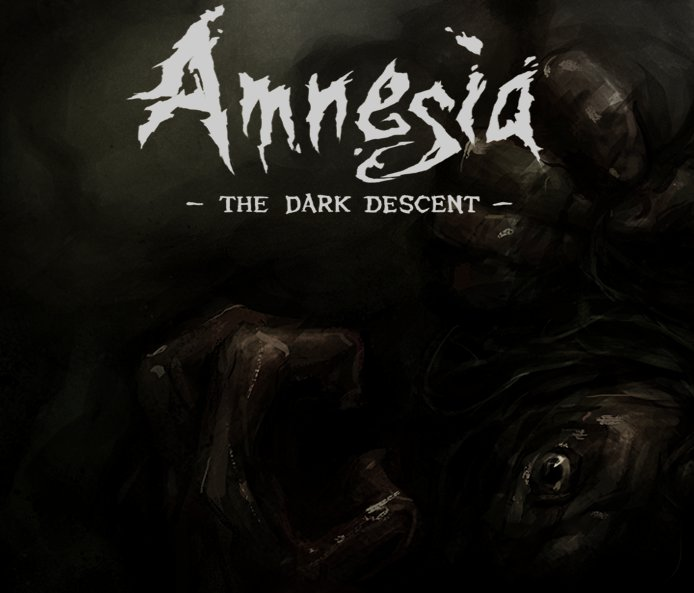 Amnesia
– THE DARK DESCENT –